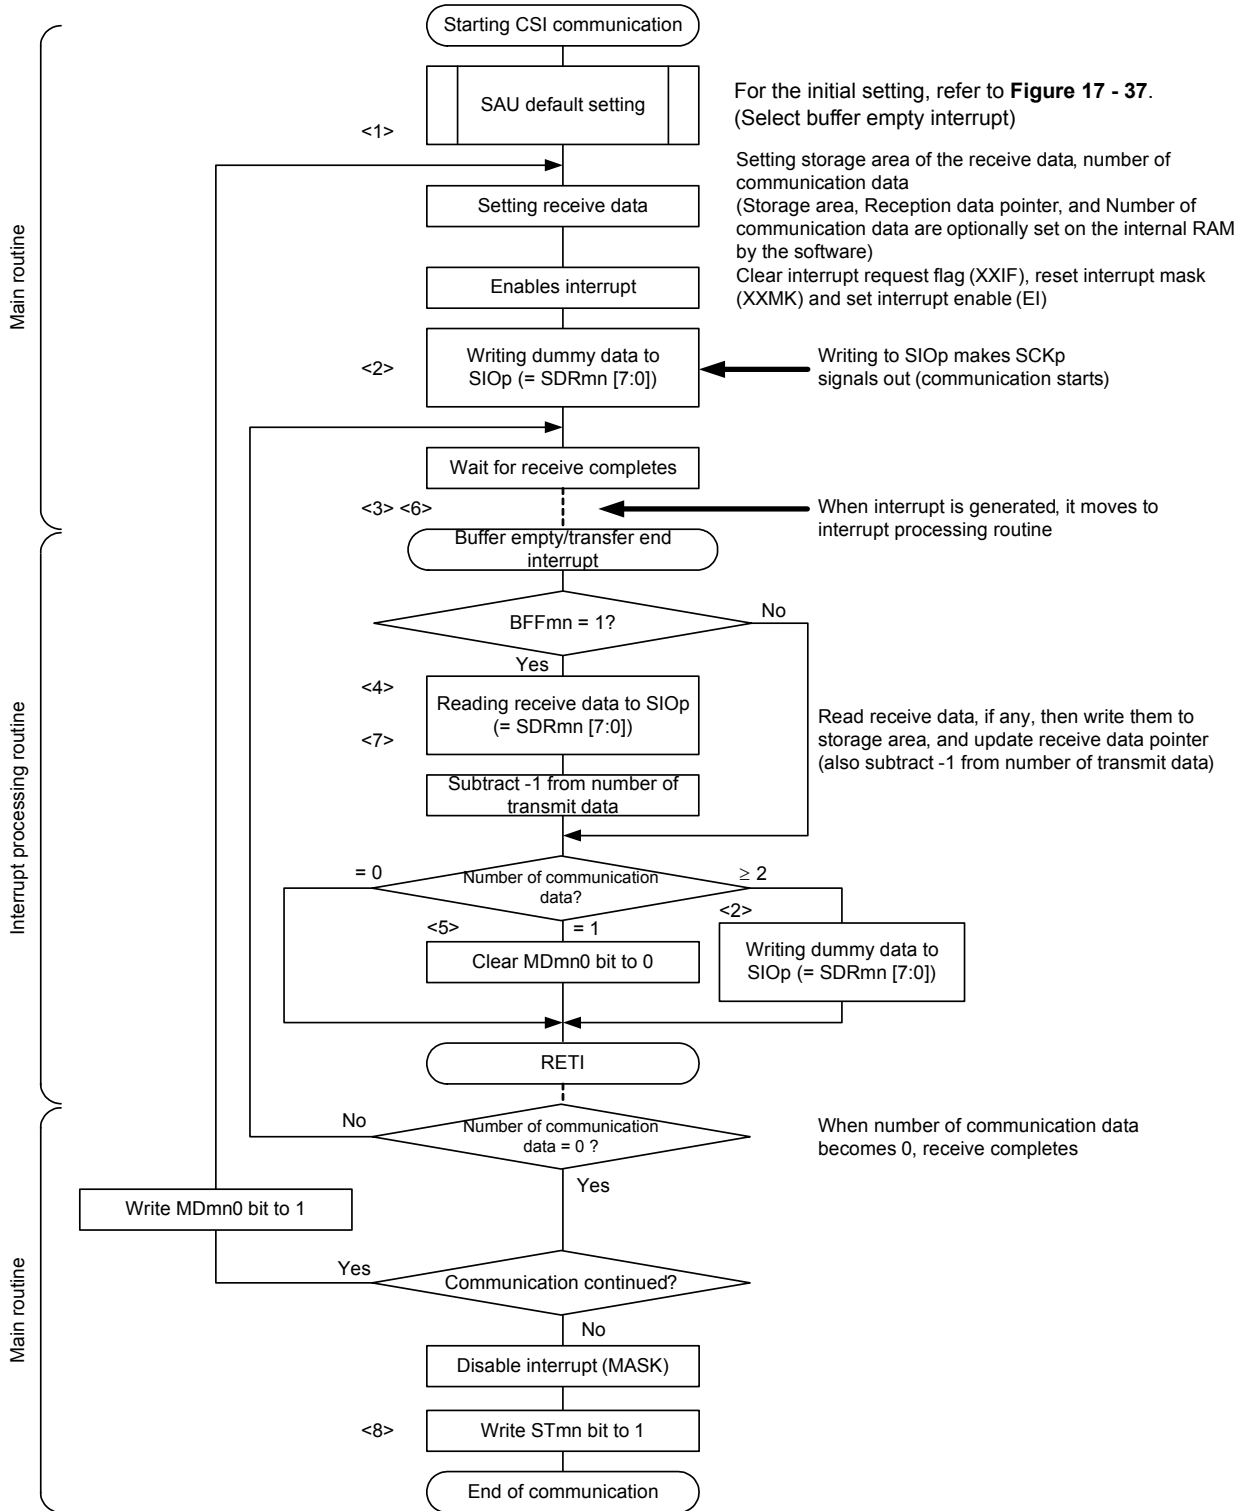 Starting CSI communication
SAU default setting
For the initial setting, refer to Figure 17 - 37.
(Select buffer empty interrupt)
<1>
Setting storage area of the receive data, number of
communication data
(Storage area, Reception data pointer, and Number of
communication data are optionally set on the internal RAM
by the software)
Clear interrupt request flag (XXIF), reset interrupt mask
(XXMK) and set interrupt enable (EI)
Setting receive data
Enables interrupt
Main routine
<2>
Writing dummy data to
SIOp (= SDRmn [7:0])
Writing to SIOp makes SCKp
signals out (communication starts)
Wait for receive completes
<3> <6>
When interrupt is generated, it moves to
interrupt processing routine
Buffer empty/transfer end
interrupt
BFFmn = 1?
No
Yes
<4>
Reading receive data to SIOp
(= SDRmn [7:0])
<7>
Read receive data, if any, then write them to
storage area, and update receive data pointer
(also subtract -1 from number of transmit data)
Subtract -1 from number of
transmit data
Interrupt processing routine
= 0
Number of communication
data?
≥ 2
<5>
= 1
<2>
Clear MDmn0 bit to 0
Writing dummy data to
SIOp (= SDRmn [7:0])
RETI
No
Number of communication
data = 0 ?
When number of communication data
becomes 0, receive completes
Yes
Write MDmn0 bit to 1
Yes
Communication continued?
No
Main routine
Disable interrupt (MASK)
<8>
Write STmn bit to 1
End of communication